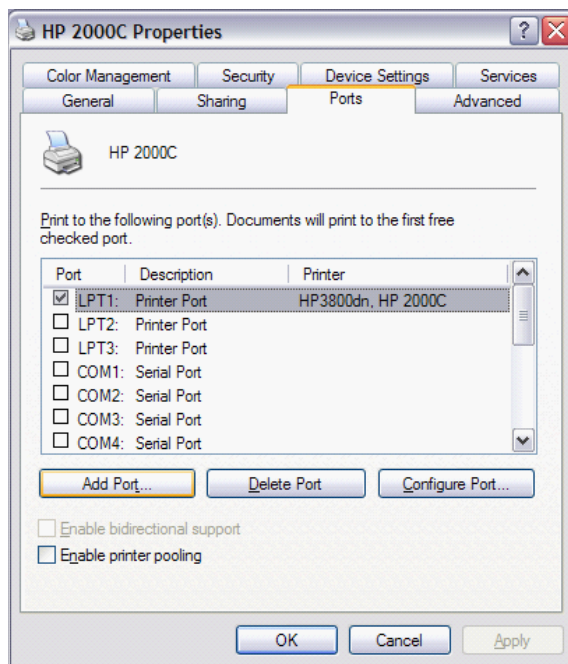 HP 2000C Properties
Color Management Security Device Settings Services
General Sharing Ports Advanced
HP 2000C
Print to the following port(s). Documents will print to the first free
checked port.
Port Description Printer
LPT1: Printer Port HP3800dn, HP 2000C
LPT2: Printer Port
LPT3: Printer Port
COM1: Serial Port
COM2: Serial Port
COM3: Serial Port
COM4: Serial Port
Add Port... Delete Port Configure Port...
Enable bidirectional support
Enable printer pooling
OK Cancel Apply